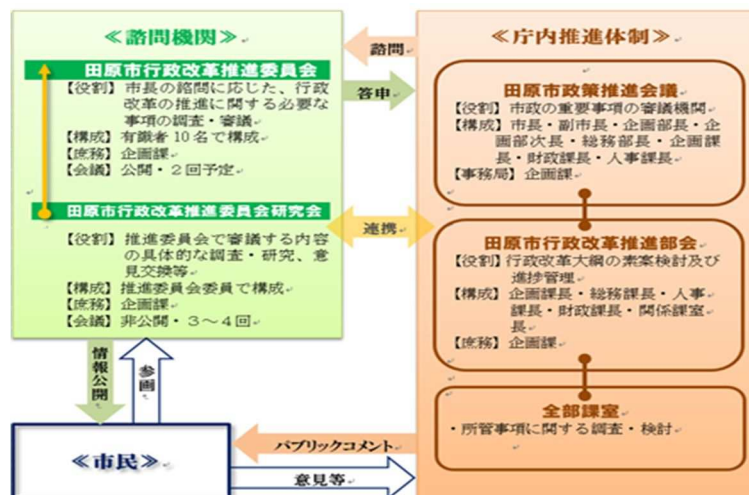 ≪諮問機関≫
田原市行政改革推進委員会
【役割】市長の諮問に応じた、行政
改革の推進に関する必要な
事項の調査・審議
【構成】有識者10名で構成
【庶務】企画課
【会議】公開・2回予定
田原市行政改革推進委員会研究会
【役割】推進委員会で審議する内容
の具体的な調査・研究、意
見交換等
【構成】推進委員会委員で構成
【庶務】企画課
【会議】非公開・3～4回
諮問
答申
連携
≪庁内推進体制≫
田原市政策推進会議
【役割】市政の重要事項の審議機関
【構成】市長・副市長・企画部長・企
画部次長・総務部長・企画課
長・財政課長・人事課長
【事務局】企画課
田原市行政改革推進部会
【役割】行政改革大綱の素案検討及び
進捗管理
【構成】企画課長・総務課長・人事
課長・財政課長・関係課室
長
【庶務】企画課
全部課室
・所管事項に関する調査・検討
情報公開
参画
≪市民≫
パブリックコメント
意見等